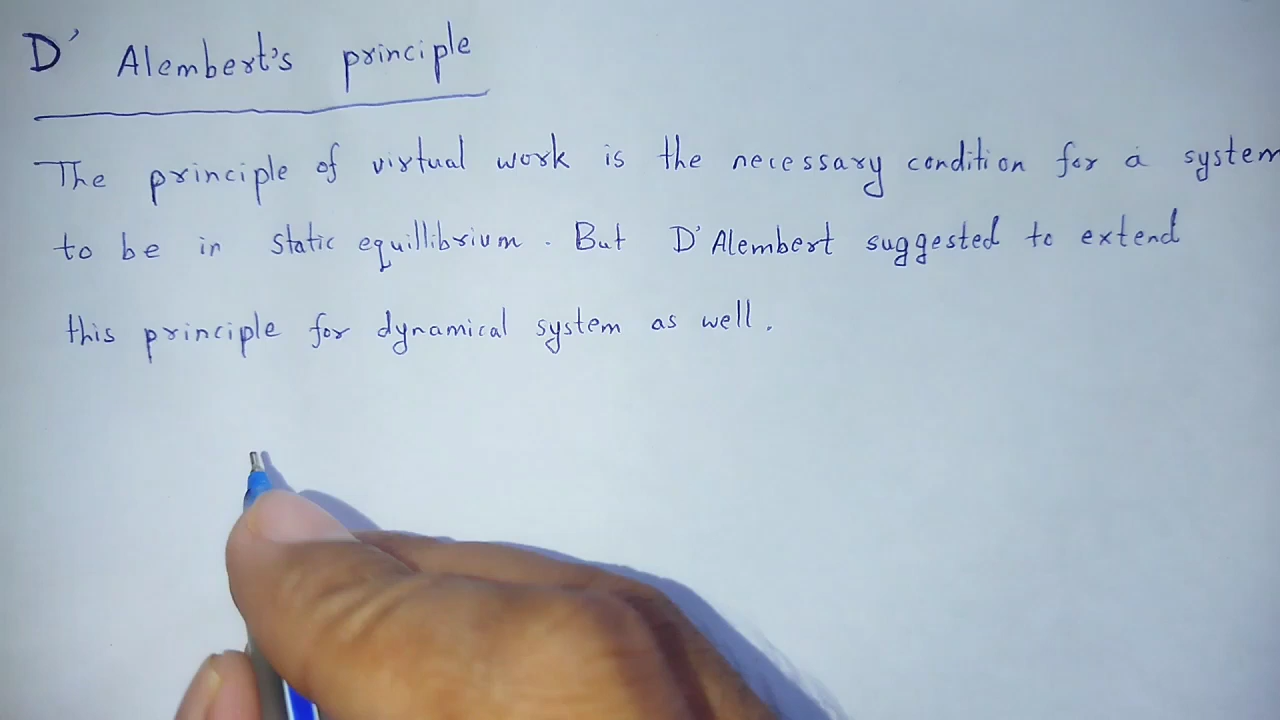 D' Alembert's principle
The principle of virtual work is the necessary condition for a system
to be in static equillibrium. But D'Alembert suggested to extend
this principle for dynamical system as well.